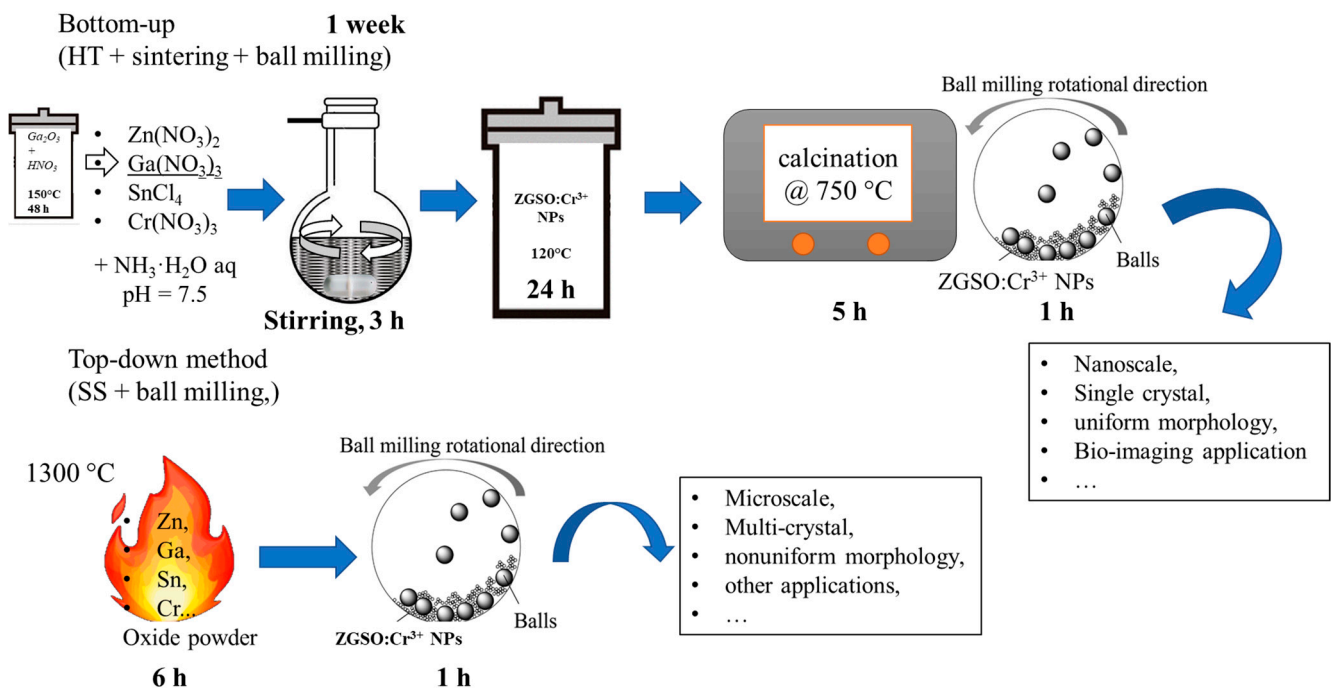 Bottom-up
1 week
(HT + sintering + ball milling)
Ga₂O₃
+
HNO₃
150°C
48 h
• Zn(NO₃)₂
• Ga(NO₃)₃
• SnCl₄
• Cr(NO₃)₃
+ NH₃·H₂O aq
pH = 7.5
Stirring, 3 h
ZGSO:Cr³⁺
NPs
120°C
24 h
calcination
@ 750 °C
5 h
Ball milling rotational direction
Balls
ZGSO:Cr³⁺ NPs
1 h
• Nanoscale,
• Single crystal,
• uniform morphology,
• Bio-imaging application
• …
Top-down method
(SS + ball milling,)
1300 °C
• Zn,
• Ga,
• Sn,
• Cr...
Oxide powder
6 h
Ball milling rotational direction
Balls
ZGSO:Cr³⁺ NPs
1 h
• Microscale,
• Multi-crystal,
• nonuniform morphology,
• other applications,
• …